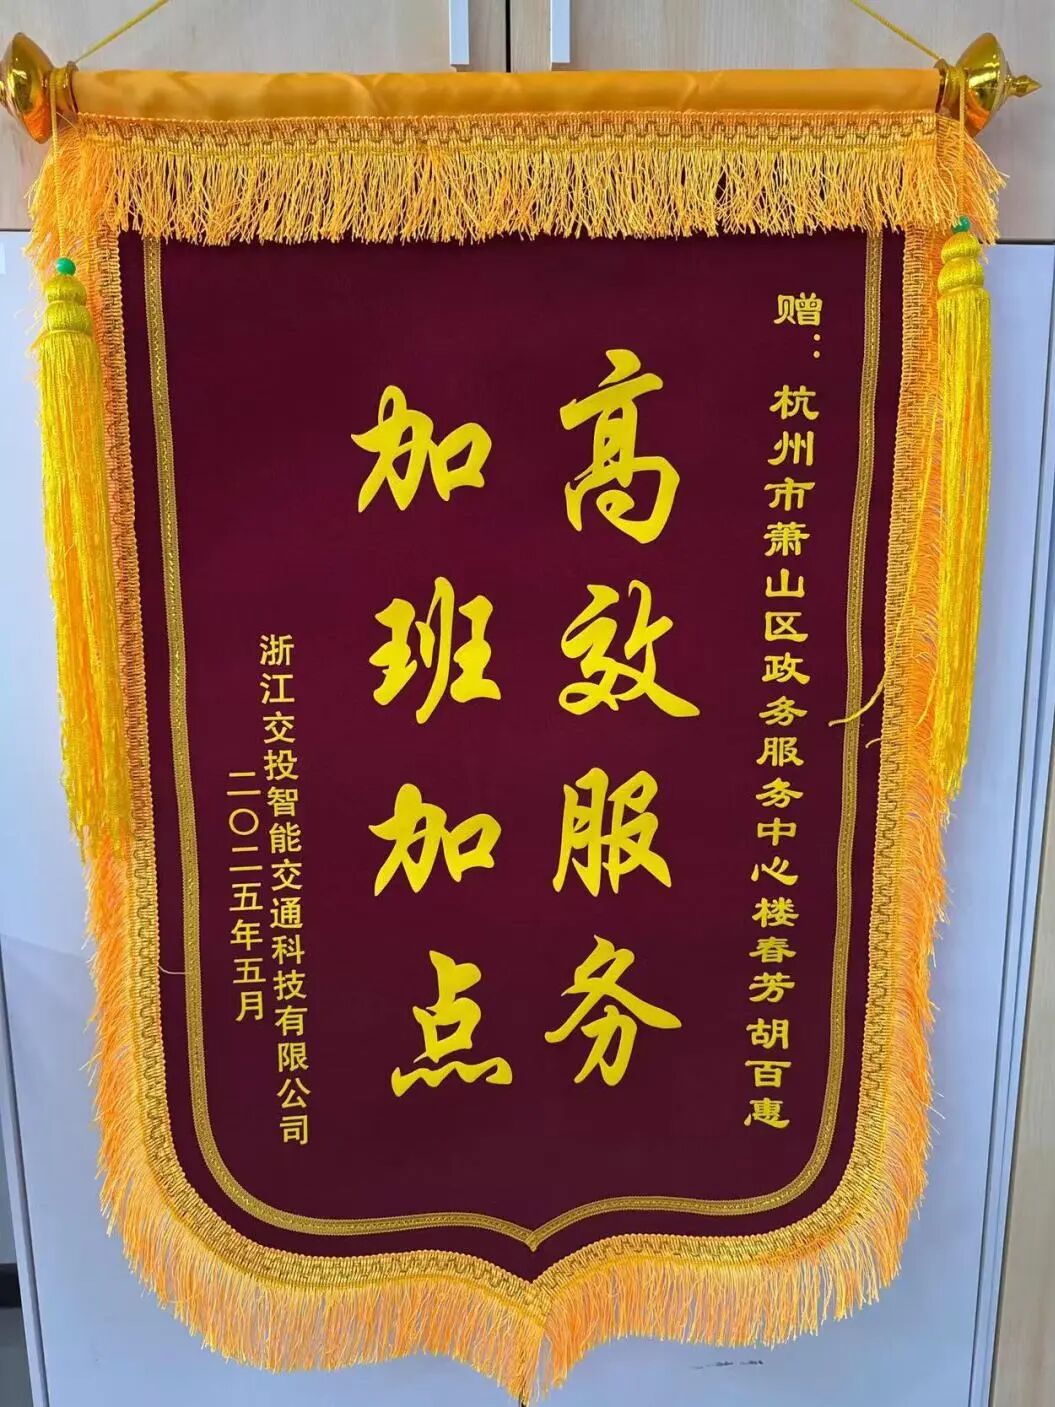 赠：杭州市萧山区政务服务中心楼春芳 胡百惠
高效服务
加班加点
浙江交投智能交通科技有限公司
二〇二五年五月